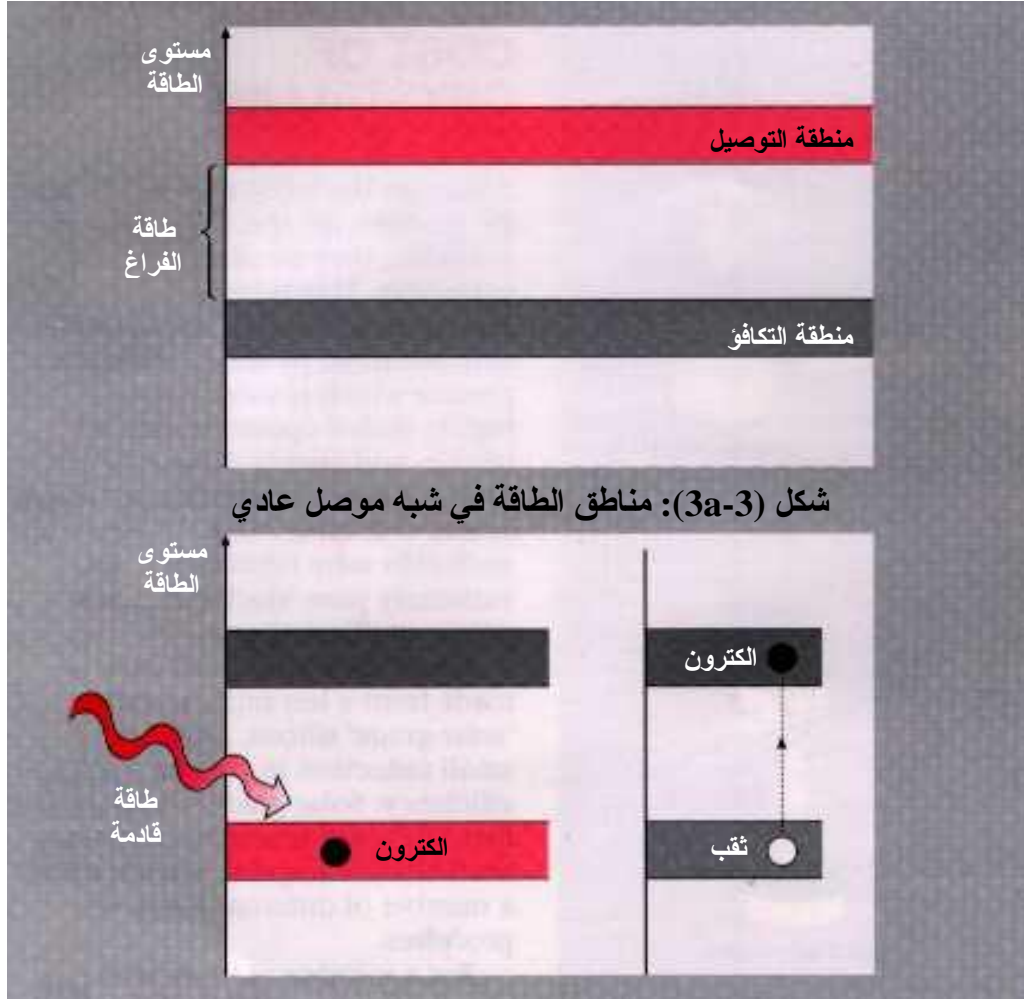 مستوى
الطاقة
منطقة التوصيل
طاقة
الفراغ
منطقة التكافؤ
شكل (3a-3): مناطق الطاقة في شبه موصل عادي
مستوى
الطاقة
الكترون
طاقة
قادمة
الكترون
ثقب